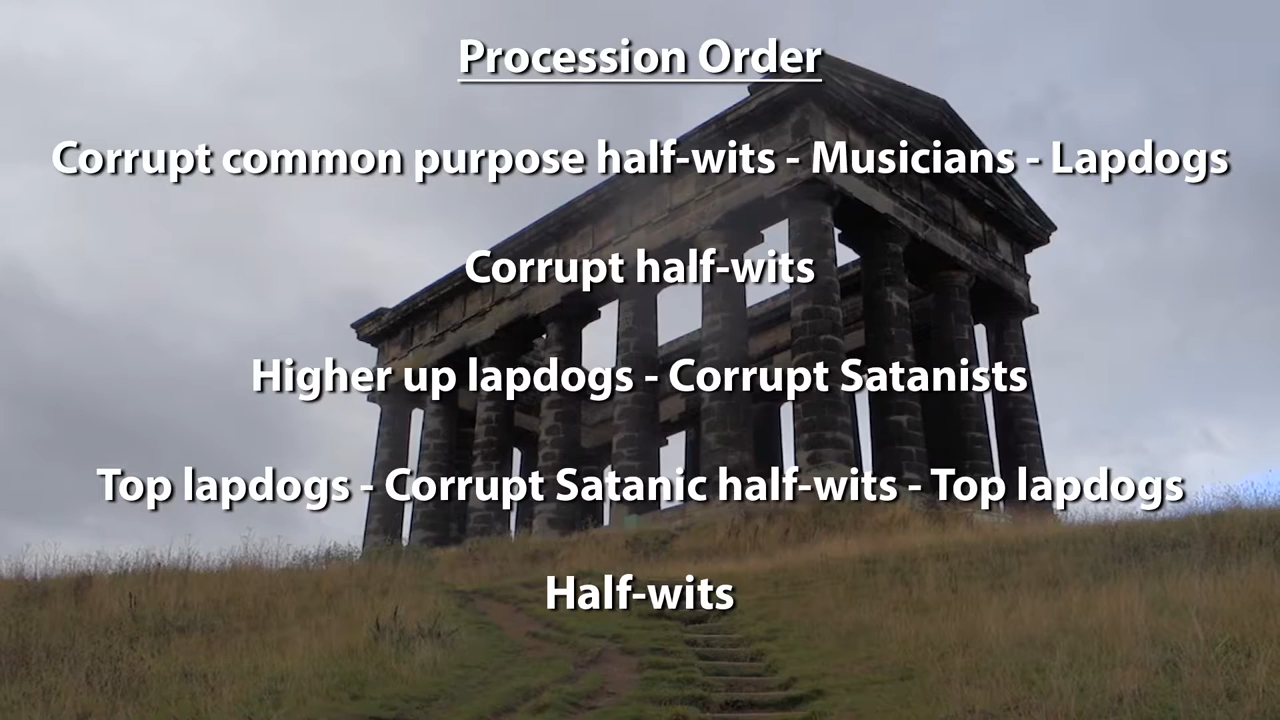 Procession Order
Corrupt common purpose half-wits - Musicians - Lapdogs
Corrupt half-wits
Higher up lapdogs - Corrupt Satanists
Top lapdogs - Corrupt Satanic half-wits - Top lapdogs
Half-wits